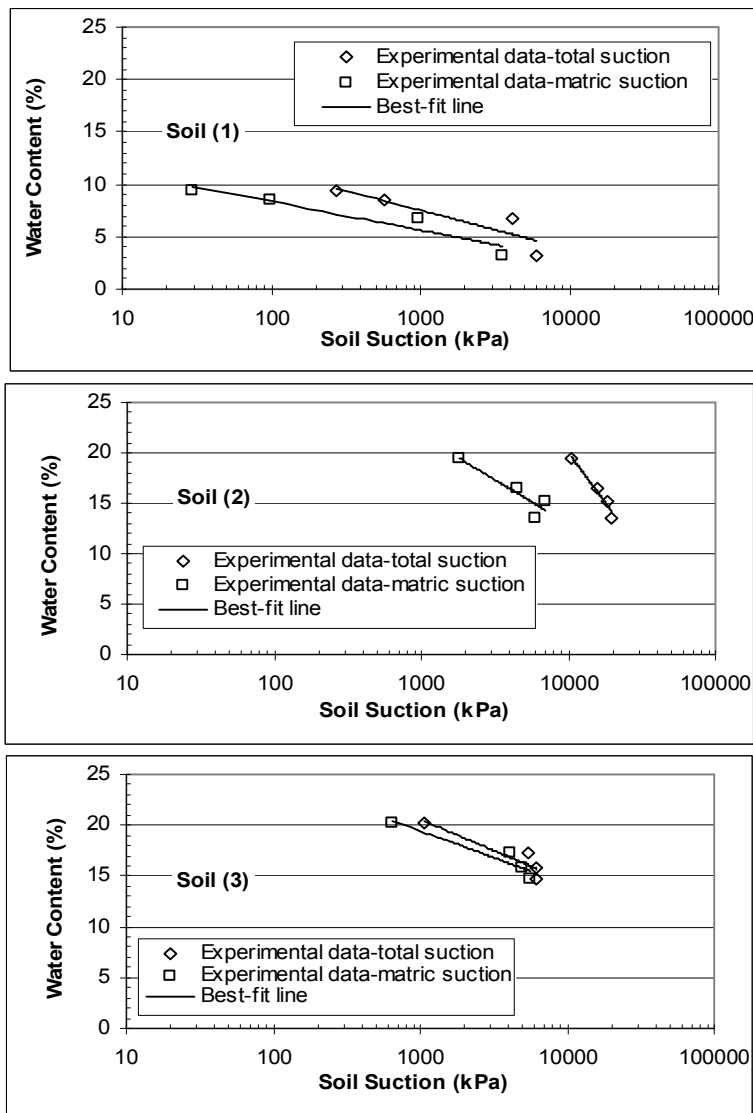 25
Experimental data-total suction
Experimental data-matric suction
Best-fit line
20
15
Soil (1)
10
5
0
Water Content (%)
10 100 1000 10000 100000
Soil Suction (kPa)
25
20
15
Soil (2)
10
Experimental data-total suction
Experimental data-matric suction
Best-fit line
5
0
Water Content (%)
10 100 1000 10000 100000
Soil Suction (kPa)
25
20
15
Soil (3)
10
Experimental data-total suction
Experimental data-matric suction
Best-fit line
5
0
Water Content (%)
10 100 1000 10000 100000
Soil Suction (kPa)